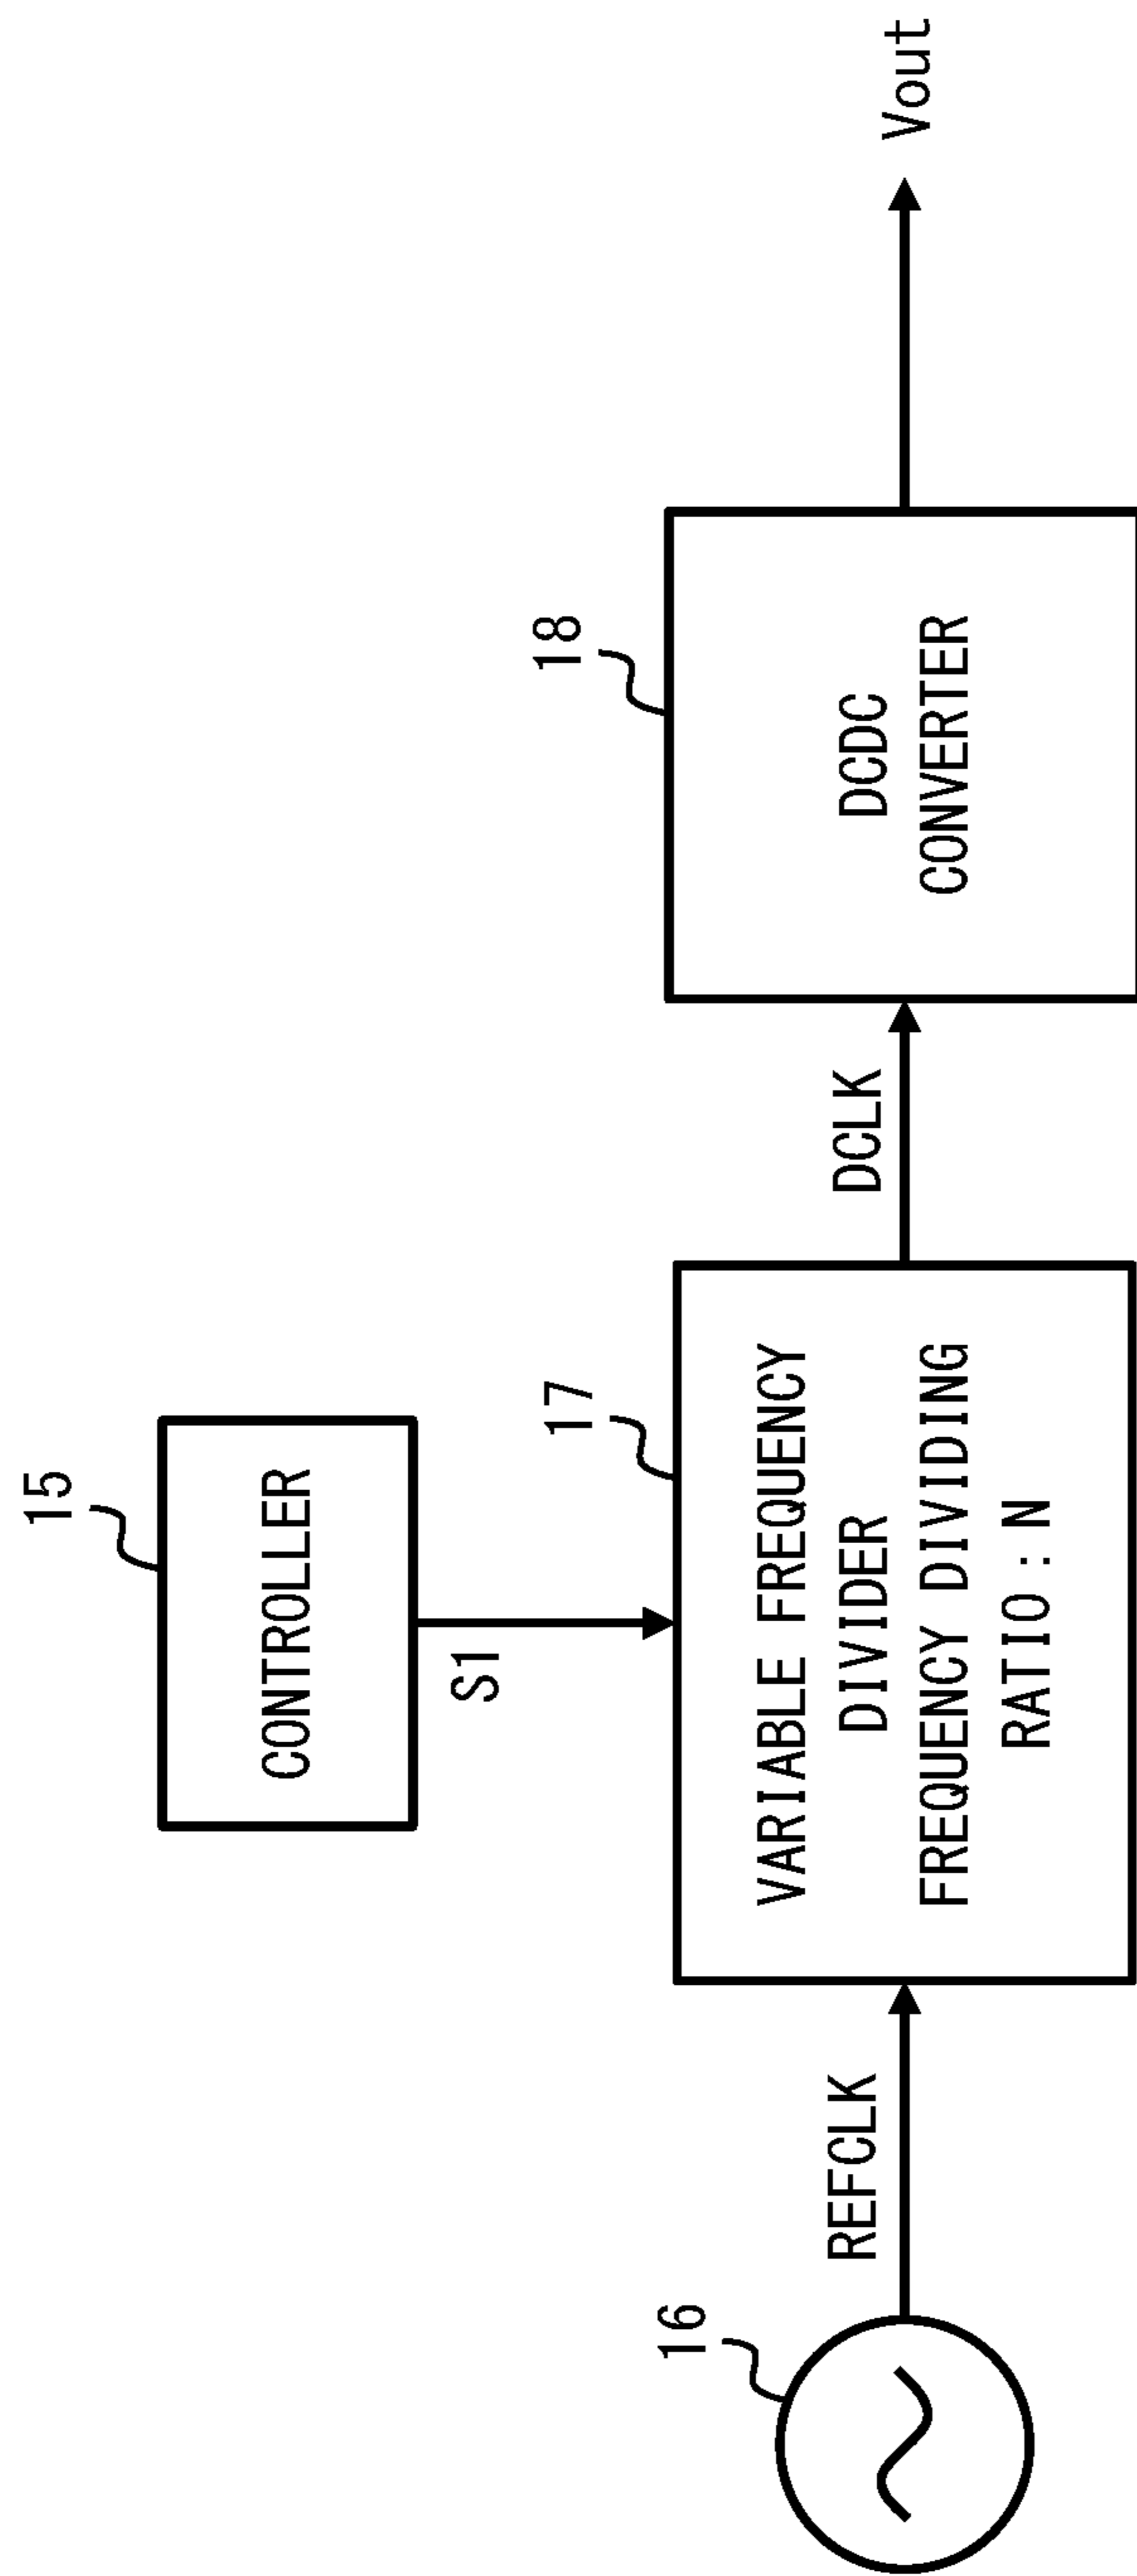 15
CONTROLLER
S1
16
REFCLK
17
VARIABLE FREQUENCY
DIVIDER
FREQUENCY DIVIDING
RATIO:N
DCLK
18
DCDC
CONVERTER
Vout